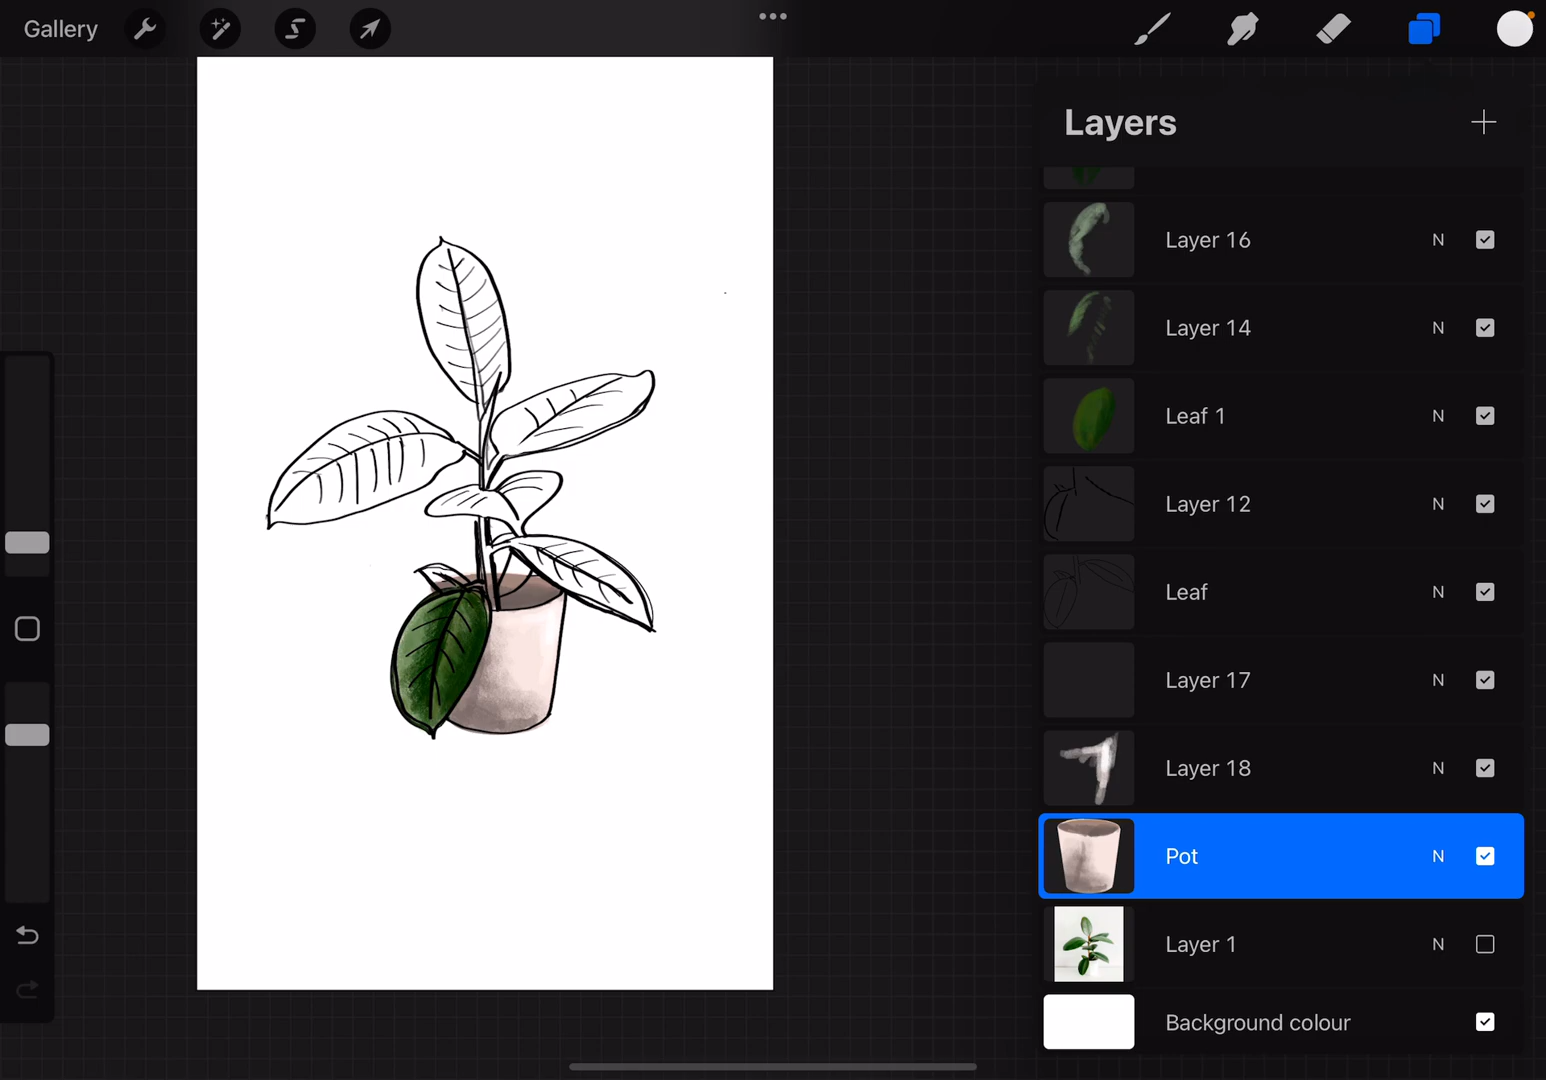 Gallery
Layers
Layer 16 N
Layer 14 N
Leaf 1 N
Layer 12 N
Leaf N
Layer 17 N
Layer 18 N
Pot N
Layer 1 N
Background colour